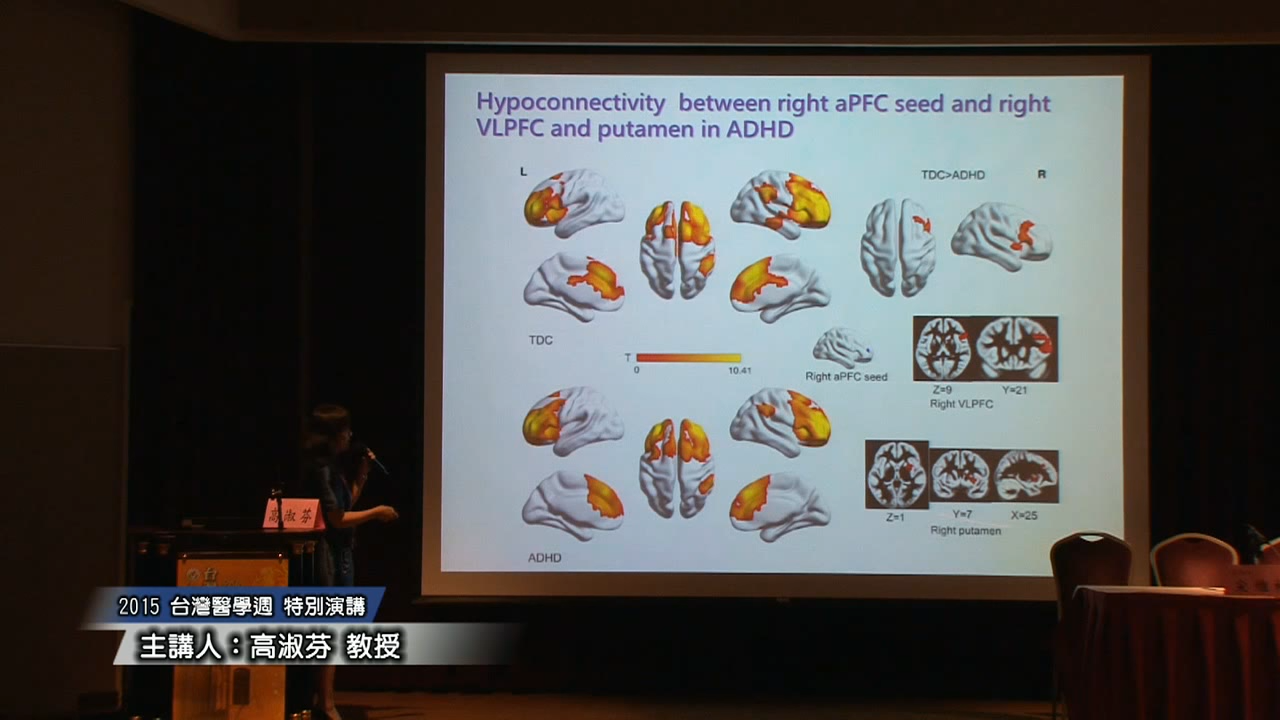 Hypoconnectivity between right aPFC seed and right
VLPFC and putamen in ADHD
L
TDC>ADHD
R
TDC
T
0
10.41
Right aPFC seed
Z=9
Y=21
Right VLPFC
Z=1
Y=7
X=25
Right putamen
ADHD
高淑芬
台
2015 台灣醫學週 特別演講
主講人：高淑芬 教授